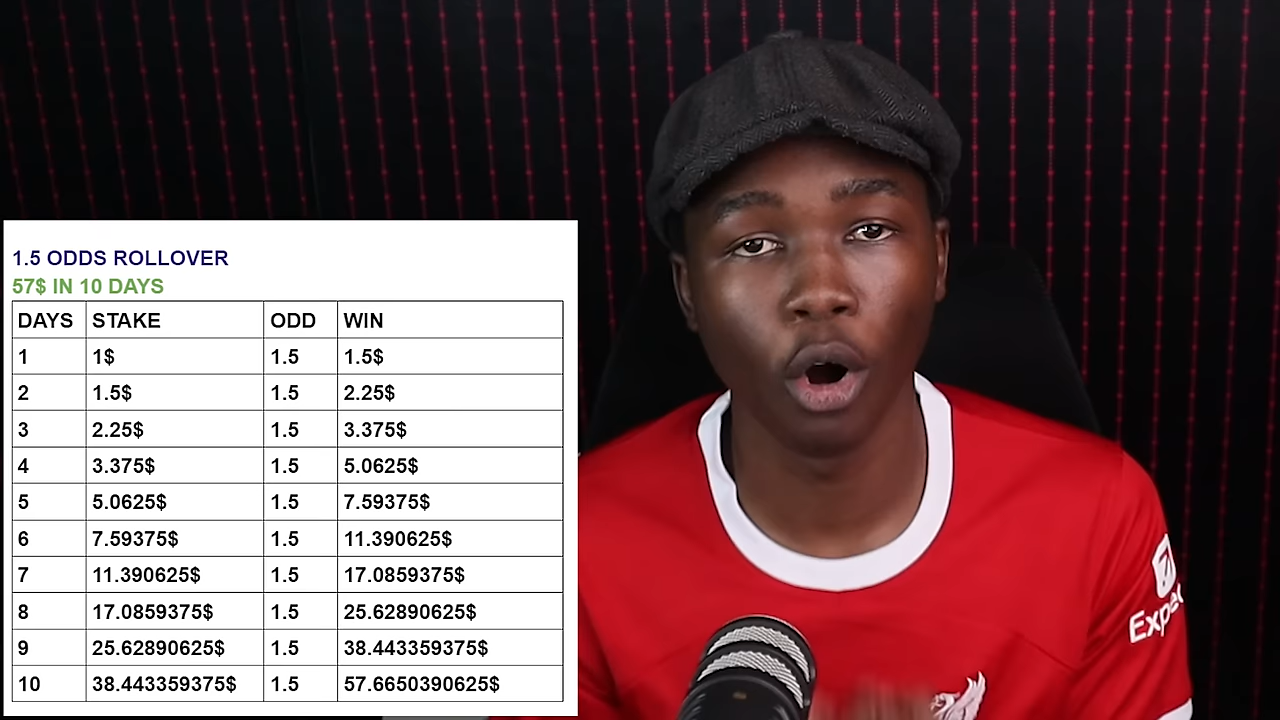 1.5 ODDS ROLLOVER
57$ IN 10 DAYS
DAYS STAKE ODD WIN
1 1$ 1.5 1.5$
2 1.5$ 1.5 2.25$
3 2.25$ 1.5 3.375$
4 3.375$ 1.5 5.0625$
5 5.0625$ 1.5 7.59375$
6 7.59375$ 1.5 11.390625$
7 11.390625$ 1.5 17.0859375$
8 17.0859375$ 1.5 25.62890625$
9 25.62890625$ 1.5 38.443359375$
10 38.443359375$ 1.5 57.6650390625$